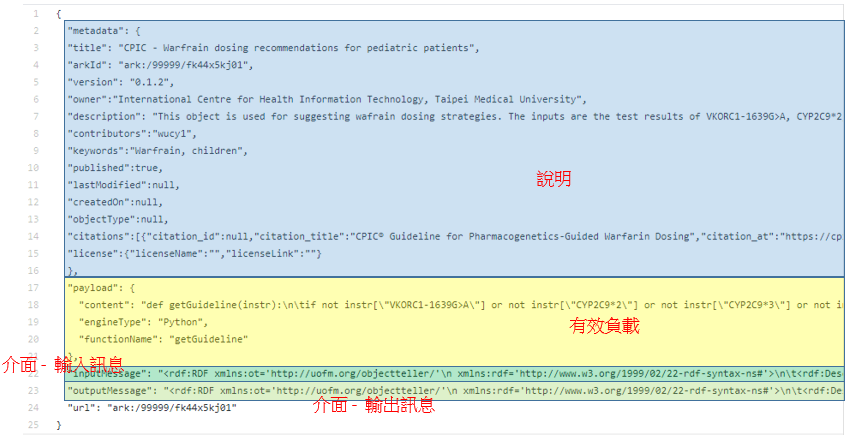 1 {
2 "metadata": {
3 "title": "CPIC - Warfrain dosing recommendations for pediatric patients",
4 "arkId": "ark:/99999/fk44x5kj01",
5 "version": "0.1.2",
6 "owner":"International Centre for Health Information Technology, Taipei Medical University",
7 "description": "This object is used for suggesting wafrain dosing strategies. The inputs are the test results of VKORC1-1639G>A, CYP2C9*2
8 "contributors":"wucy1",
9 "keywords":"Warfrain, children",
10 "published":true,
說明
11 "lastModified":null,
12 "createdOn":null,
13 "objectType":null,
14 "citations":[{"citation_id":null,"citation_title":"CPIC® Guideline for Pharmacogenetics-Guided Warfarin Dosing","citation_at":"https://cp
15 "license":{"licenseName":"","licenseLink":""}
16 },
17 "payload": {
18 "content": "def getGuideline(instr):\n\tif not instr[\"VKORC1-1639G>A\"] or not instr[\"CYP2C9*2\"] or not instr[\"CYP2C9*3\"] or not in
19 "engineType": "Python",
有效負載
20 "functionName": "getGuideline"
介面 - 輸入訊息
22 "inputMessage": "<rdf:RDF xmlns:ot='http://uofm.org/objectteller/'\n xmlns:rdf='http://www.w3.org/1999/02/22-rdf-syntax-ns#'>\n\t<rdf:Des
23 "outputMessage": "<rdf:RDF xmlns:ot='http://uofm.org/objectteller/'\n xmlns:rdf='http://www.w3.org/1999/02/22-rdf-syntax-ns#'>\n\t<rdf:De
24 "url": "ark:/99999/fk44x5kj01"
介面 - 輸出訊息
25 }